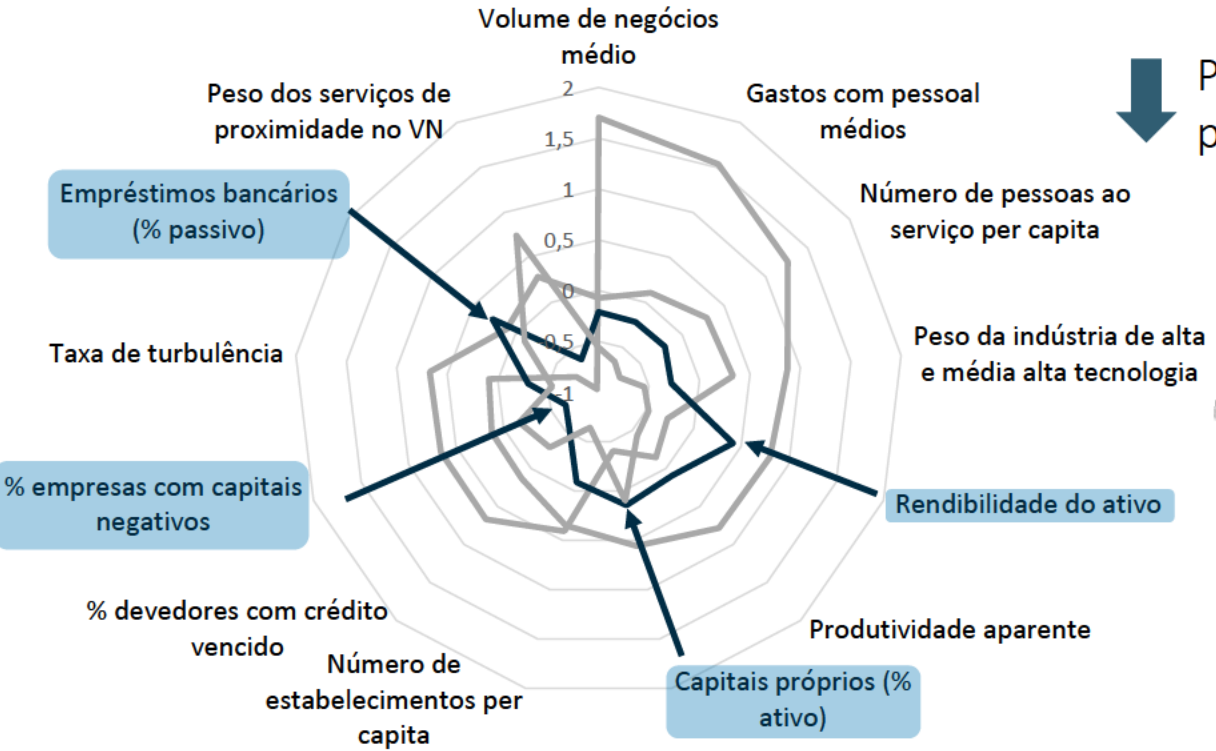 Volume de negócios
médio
Gastos com pessoal
médios
Número de pessoas ao
serviço per capita
Peso da indústria de alta
e média alta tecnologia
Rendibilidade do ativo
Produtividade aparente
Capitais próprios (%
ativo)
Número de
estabelecimentos per
capita
% devedores com crédito
vencido
% empresas com capitais
negativos
Taxa de turbulência
Empréstimos bancários
(% passivo)
Peso dos serviços de
proximidade no VN
2
1,5
1
0,5
0
0,5
-1
P
p